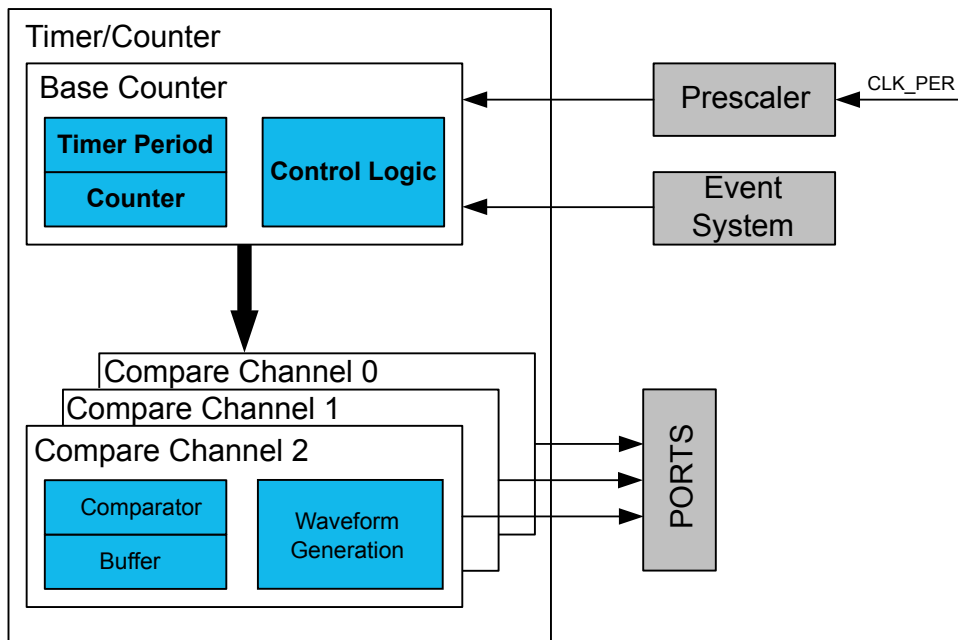 Timer/Counter
Base Counter
Timer Period
Counter
Control Logic
Prescaler
CLK_PER
Event
System
Compare Channel 0
Compare Channel 1
Compare Channel 2
Comparator
Buffer
Waveform
Generation
PORTS